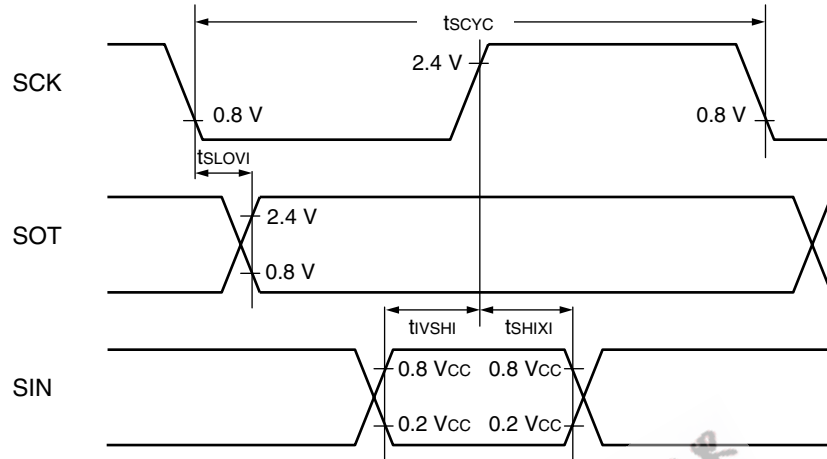 tSCYC
SCK
2.4 V
0.8 V
0.8 V
tSLOVI
SOT
2.4 V
0.8 V
tIVSHI
tSHIXI
SIN
0.8 VCC 0.8 VCC
0.2 VCC 0.2 VCC